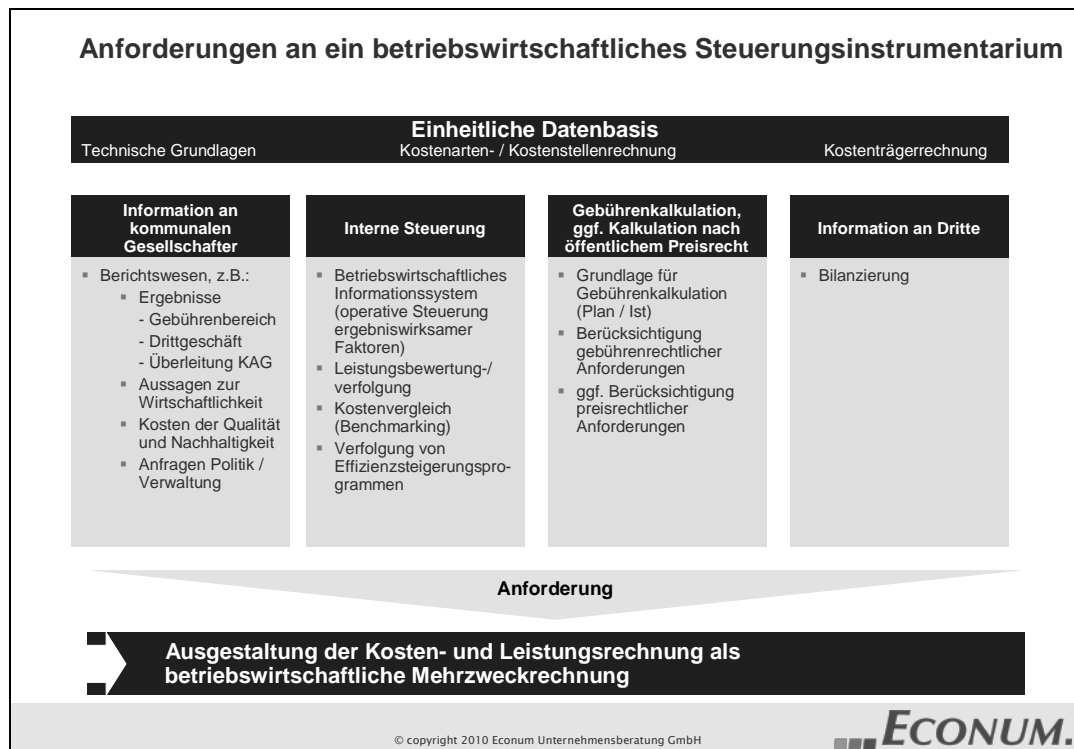 Anforderungen an ein betriebswirtschaftliches Steuerungsinstrumentarium
Einheitliche Datenbasis
Technische Grundlagen
Kostenarten- / Kostenstellenrechnung
Kostenträgerrechnung
Information an
kommunalen
Gesellschafter
▪ Berichtswesen, z.B.:
▪ Ergebnisse
- Gebührenbereich
- Drittgeschäft
- Überleitung KAG
▪ Aussagen zur
Wirtschaftlichkeit
▪ Kosten der Qualität
und Nachhaltigkeit
▪ Anfragen Politik /
Verwaltung
Interne Steuerung
▪ Betriebswirtschaftliches
Informationssystem
(operative Steuerung
ergebniswirksamer
Faktoren)
▪ Leistungsbewertung-/
verfolgung
▪ Kostenvergleich
(Benchmarking)
▪ Verfolgung von
Effizienzsteigerungspro-
grammen
Gebührenkalkulation,
ggf. Kalkulation nach
öffentlichem Preisrecht
▪ Grundlage für
Gebührenkalkulation
(Plan / Ist)
▪ Berücksichtigung
gebührenrechtlicher
Anforderungen
▪ ggf. Berücksichtigung
preisrechtlicher
Anforderungen
Information an Dritte
▪ Bilanzierung
Anforderung
Ausgestaltung der Kosten- und Leistungsrechnung als
betriebswirtschaftliche Mehrzweckrechnung
© copyright 2010 Econum Unternehmensberatung GmbH
ECONUM.